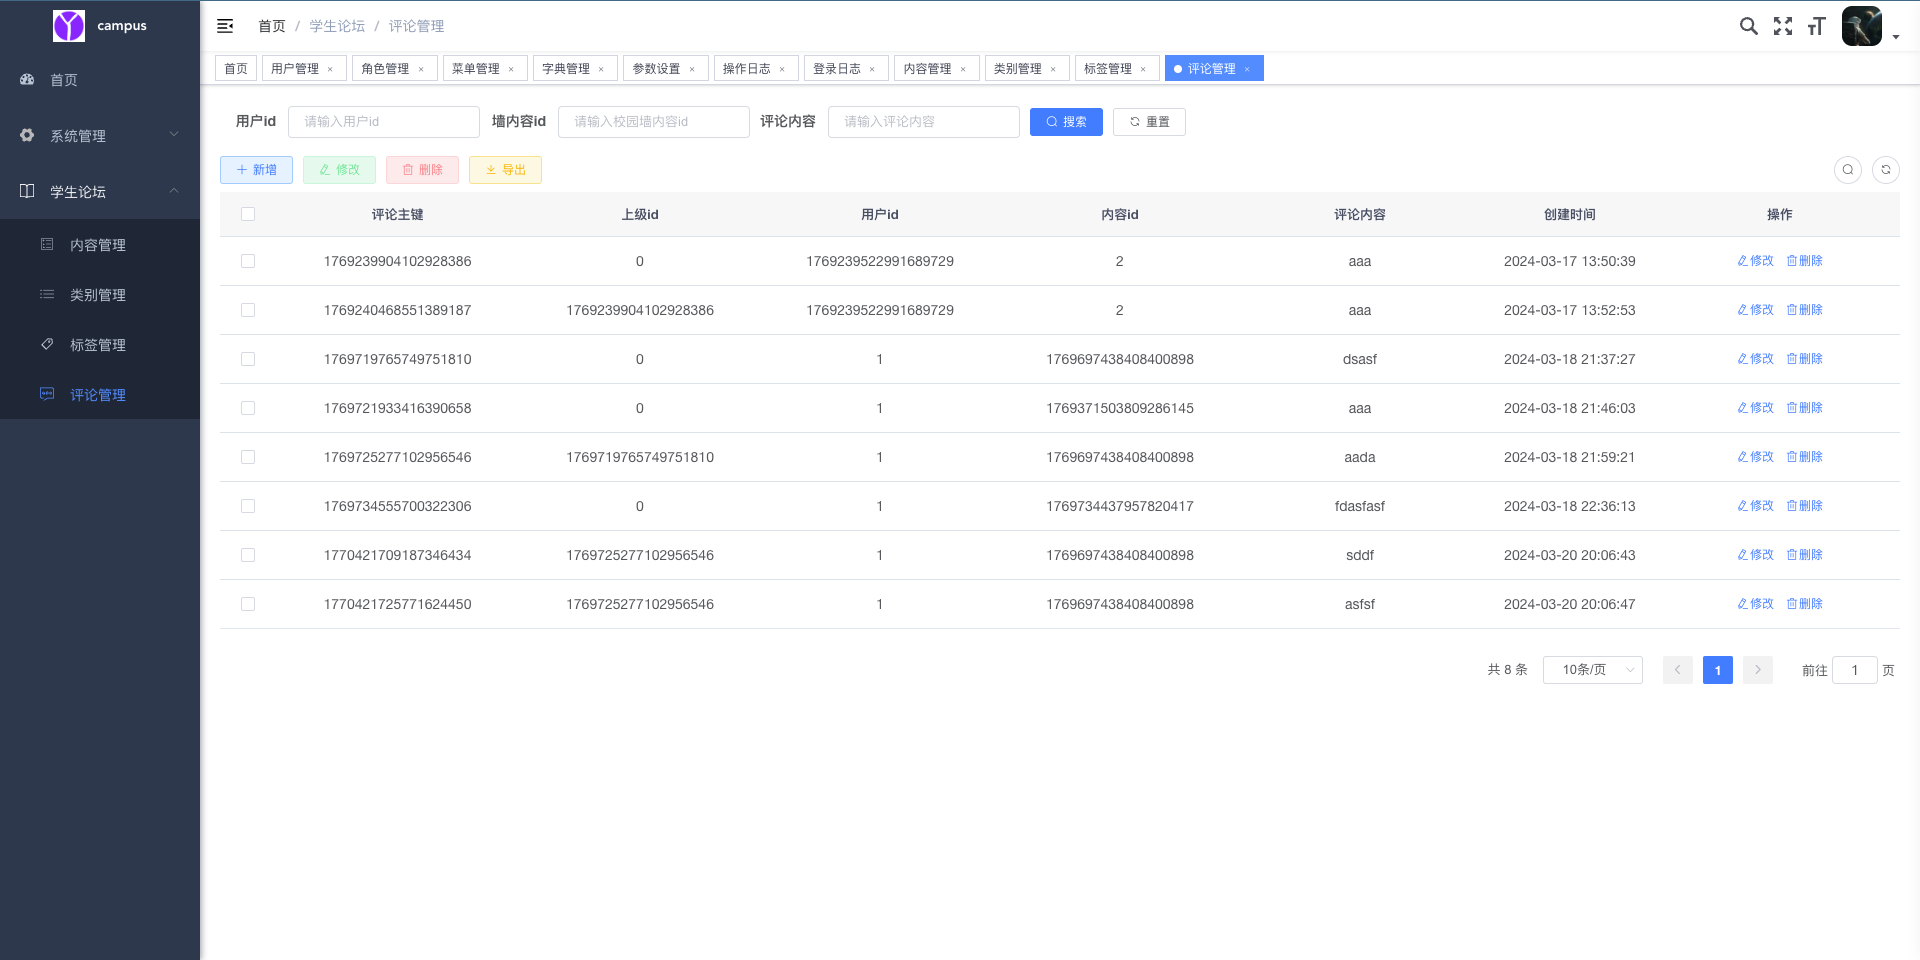 campus
首页 / 学生论坛 / 评论管理
首页
系统管理
学生论坛
内容管理
类别管理
标签管理
评论管理
首页 用户管理 × 角色管理 × 菜单管理 × 字典管理 × 参数设置 × 操作日志 × 登录日志 × 内容管理 × 类别管理 × 标签管理 × 评论管理 ×
用户id 请输入用户id 墙内容id 请输入校园墙内容id 评论内容 请输入评论内容 搜索 重置
新增 修改 删除 导出
评论主键 上级id 用户id 内容id 评论内容 创建时间 操作
1769239904102928386 0 1769239522991689729 2 aaa 2024-03-17 13:50:39 修改 删除
1769240468551389187 1769239904102928386 1769239522991689729 2 aaa 2024-03-17 13:52:53 修改 删除
1769719765749751810 0 1 1769697438408400898 dsasf 2024-03-18 21:37:27 修改 删除
1769721933416390658 0 1 1769371503809286145 aaa 2024-03-18 21:46:03 修改 删除
1769725277102956546 1769719765749751810 1 1769697438408400898 aada 2024-03-18 21:59:21 修改 删除
1769734555700322306 0 1 1769734437957820417 fdasfasf 2024-03-18 22:36:13 修改 删除
1770421709187346434 1769725277102956546 1 1769697438408400898 sddf 2024-03-20 20:06:43 修改 删除
1770421725771624450 1769725277102956546 1 1769697438408400898 asfsf 2024-03-20 20:06:47 修改 删除
共 8 条 10条/页 1 前往 1 页